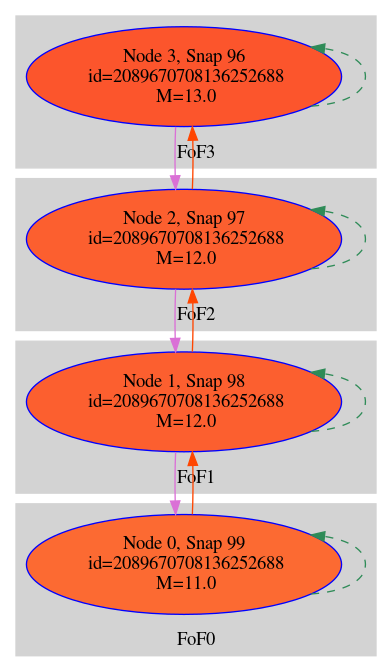 Node 3, Snap 96
id=2089670708136252688
M=13.0
FoF3
Node 2, Snap 97
id=2089670708136252688
M=12.0
FoF2
Node 1, Snap 98
id=2089670708136252688
M=12.0
FoF1
Node 0, Snap 99
id=2089670708136252688
M=11.0
FoF0